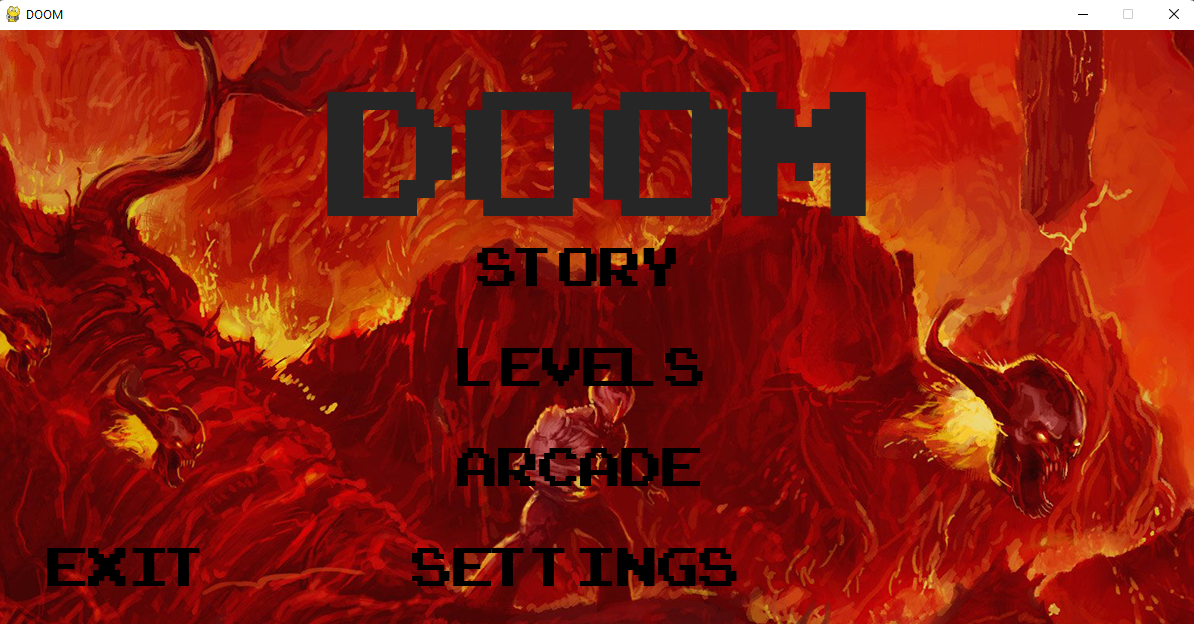 DOOM
DOOM
STORY
LEVELS
ARCADE
EXIT SETTINGS